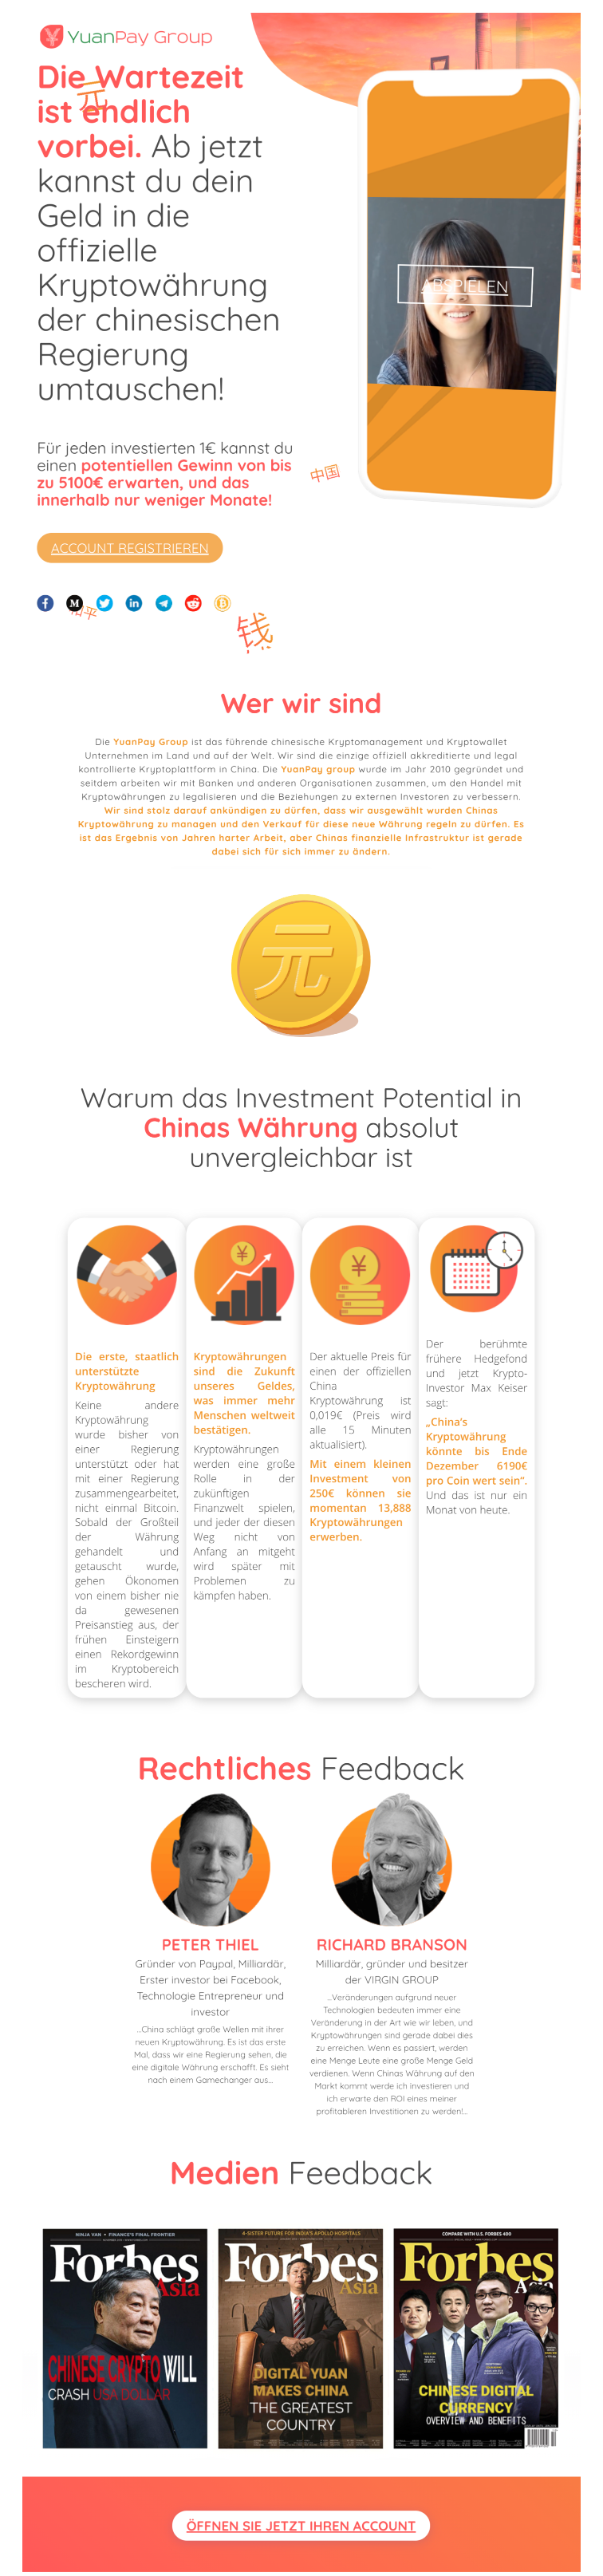 YuanPay Group
Die Wartezeit
ist endlich
vorbei. Ab jetzt
kannst du dein
Geld in die
offizielle
Kryptowährung
der chinesischen
Regierung
umtauschen!
元
ABSPIELEN
Für jeden investierten 1€ kannst du
einen potentiellen Gewinn von bis
zu 5100€ erwarten, und das
innerhalb nur weniger Monate!
中国
ACCOUNT REGISTRIEREN
平
钱
Wer wir sind
Die YuanPay Group ist das führende chinesische Kryptomanagement und Kryptowallet
Unternehmen im Land und auf der Welt. Wir sind die einzige offiziell akkreditierte und legal
kontrollierte Kryptoplattform in China. Die YuanPay group wurde im Jahr 2010 gegründet und
seitdem arbeiten wir mit Banken und anderen Organisationen zusammen, um den Handel mit
Kryptowährungen zu legalisieren und die Beziehungen zu externen Investoren zu verbessern.
Wir sind stolz darauf ankündigen zu dürfen, dass wir ausgewählt wurden Chinas
Kryptowährung zu managen und den Verkauf für diese neue Währung regeln zu dürfen. Es
ist das Ergebnis von Jahren harter Arbeit, aber Chinas finanzielle Infrastruktur ist gerade
dabei sich für sich immer zu ändern.
元
Warum das Investment Potential in
Chinas Währung absolut
unvergleichbar ist
Die erste, staatlich
unterstützte
Kryptowährung
Keine andere
Kryptowährung
wurde bisher von
einer Regierung
unterstützt oder hat
mit einer Regierung
zusammengearbeitet,
nicht einmal Bitcoin.
Sobald der Großteil
der Währung
gehandelt und
getauscht wurde,
gehen Ökonomen
von einem bisher nie
da gewesenen
Preisanstieg aus, der
frühen Einsteigern
einen Rekordgewinn
im Kryptobereich
bescheren wird.
Kryptowährungen
sind die Zukunft
unseres Geldes,
was immer mehr
Menschen weltweit
bestätigen.
Kryptowährungen
werden eine große
Rolle in der
zukünftigen
Finanzwelt spielen,
und jeder der diesen
Weg nicht von
Anfang an mitgeht
wird später mit
Problemen zu
kämpfen haben.
Der aktuelle Preis für
einen der offiziellen
China
Kryptowährung ist
0,019€ (Preis wird
alle 15 Minuten
aktualisiert).
Mit einem kleinen
Investment von
250€ können sie
momentan 13,888
Kryptowährungen
erwerben.
Der berühmte
frühere Hedgefond
und jetzt Krypto-
Investor Max Keiser
sagt:
„China's
Kryptowährung
könnte bis Ende
Dezember 6190€
pro Coin wert sein“.
Und das ist nur ein
Monat von heute.
Rechtliches Feedback
PETER THIEL
Gründer von Paypal, Milliardär,
Erster investor bei Facebook,
Technologie Entrepreneur und
investor
...China schlägt große Wellen mit ihrer
neuen Kryptowährung. Es ist das erste
Mal, dass wir eine Regierung sehen, die
eine digitale Währung erschafft. Es sieht
nach einem Gamechanger aus...
RICHARD BRANSON
Milliardär, gründer und besitzer
der VIRGIN GROUP
...Veränderungen aufgrund neuer
Technologien bedeuten immer eine
Veränderung in der Art wie wir leben, und
Kryptowährungen sind gerade dabei dies
zu erreichen. Wenn es passiert, werden
eine Menge Leute eine große Menge Geld
verdienen. Wenn Chinas Währung auf den
Markt kommt werde ich investieren und
ich erwarte den ROI eines meiner
profitableren Investitionen zu werden!...
Medien Feedback
NINJA VAN • FINANCE'S FINAL FRONTIER
Forbes
Asia
CHINESE CRYPTO WILL
CRASH USA DOLLAR
A SISTER FUTURE FOR INDIA'S APOLLO HOSPITALS
Forbes
Asia
DIGITAL YUAN
MAKES CHINA
THE GREATEST
COUNTRY
COMPARE WITH U.S. FORBES 400
Forbes
Asia
CHINESE DIGITAL
CURRENCY
OVERVIEW AND BENEFITS
ÖFFNEN SIE JETZT IHREN ACCOUNT